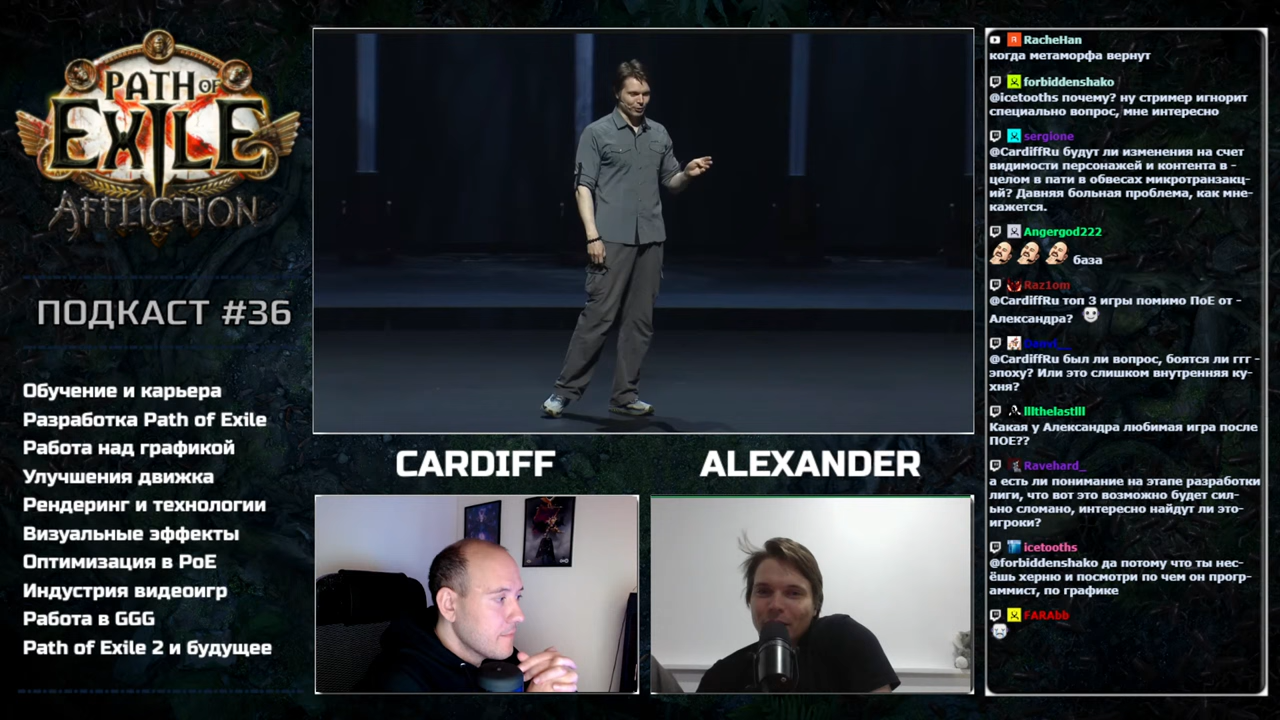 PATH OF
EXILE
AFFLICTION
ПОДКАСТ #36
Обучение и карьера
Разработка Path of Exile
Работа над графикой
Улучшения движка
Рендеринг и технологии
Визуальные эффекты
Оптимизация в PoE
Индустрия видеоигр
Работа в GGG
Path of Exile 2 и будущее
CARDIFF
ALEXANDER
RacheHan
когда метаморфа вернут
forbiddenshako
@icetooths почему? ну стример игнорит
специально вопрос, мне интересно
sergione
@CardiffRu будут ли изменения на счет
видимости персонажей и контента в -
целом в пати в обвесах микротранзакц-
ий? Давняя больная проблема, как мне-
кажется.
Angergod222
база
Raz1om
@CardiffRu топ 3 игры помимо ПоЕ от -
Александра?
@CardiffRu был ли вопрос, боятся ли ггг -
эпоху? Или это слишком внутренняя ку-
хня?
lllthelastlll
Какая у Александра любимая игра после
ПОЕ??
Ravehard_
а есть ли понимание на этапе разработки
лиги, что вот это возможно будет сил-
ьно сломано, интересно найдут ли это-
игроки?
icetooths
@forbiddenshako да потому что ты нес-
ёшь херню и посмотри по чем он прогр-
аммист, по графике
FARAbb